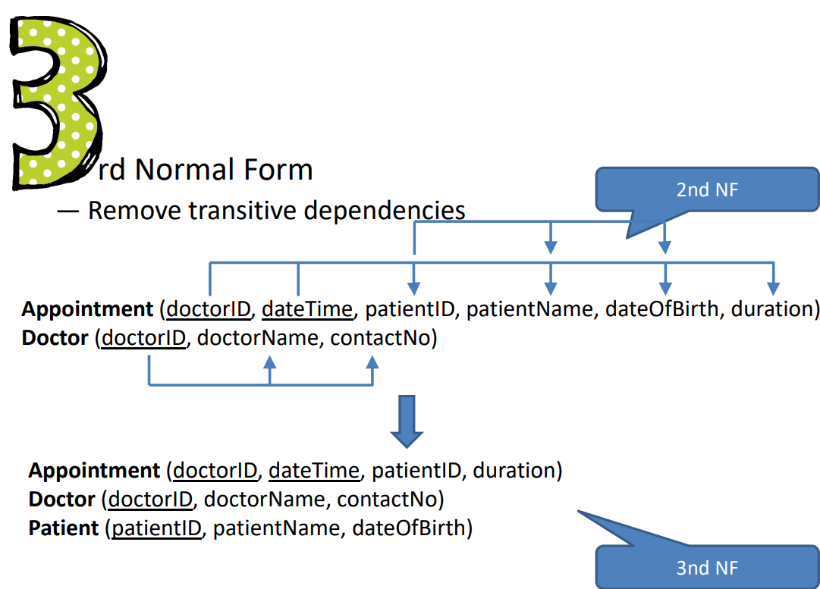 3rd Normal Form
— Remove transitive dependencies
2nd NF
Appointment (doctorID, dateTime, patientID, patientName, dateOfBirth, duration)
Doctor (doctorID, doctorName, contactNo)
Appointment (doctorID, dateTime, patientID, duration)
Doctor (doctorID, doctorName, contactNo)
Patient (patientID, patientName, dateOfBirth)
3nd NF